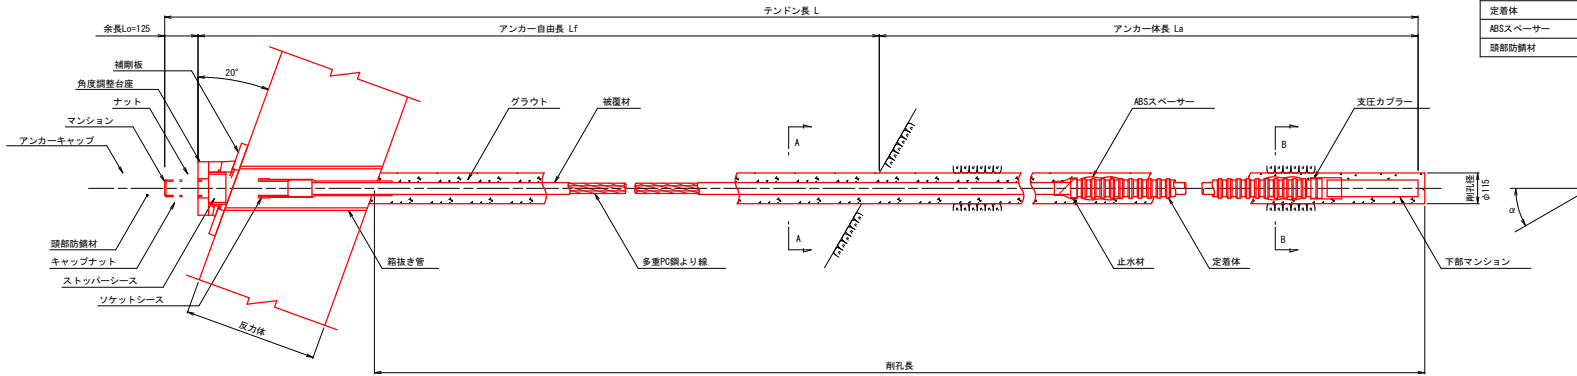 テンドン長 L
余長Lo=125
アンカー自由長 Lf
アンカー体長 La
定着体
ABSスペーサー
頭部防錆材
補剛板
20°
角度調整台座
ナット
マンション
アンカーキャップ
グラウト
被覆材
ABSスペーサー
支圧カプラー
A
B
削孔径
φ115
α
頭部防錆材
キャップナット
ストッパーシース
ソケットシース
箱抜き管
多重PC鋼より線
A
B
止水材
定着体
下部マンション
反力体
削孔長